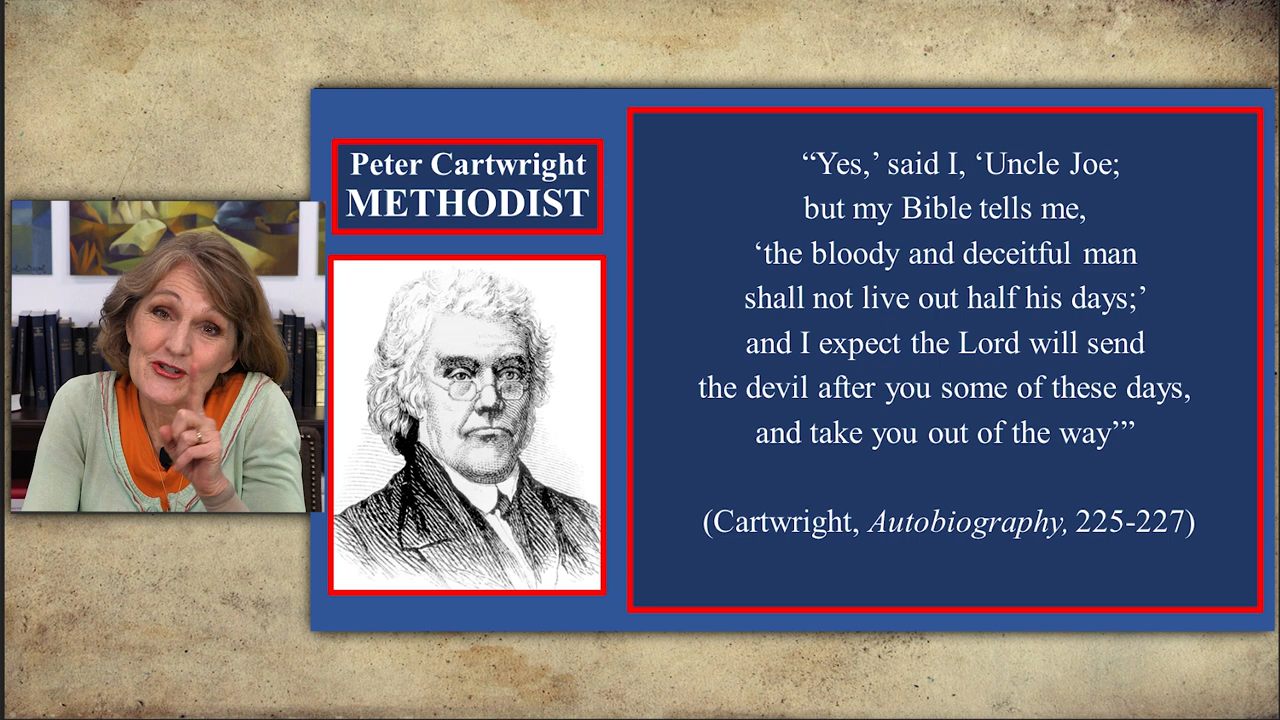 Peter Cartwright
METHODIST
“Yes,’ said I, ‘Uncle Joe;
but my Bible tells me,
‘the bloody and deceitful man
shall not live out half his days;’
and I expect the Lord will send
the devil after you some of these days,
and take you out of the way’”
(Cartwright, Autobiography, 225-227)